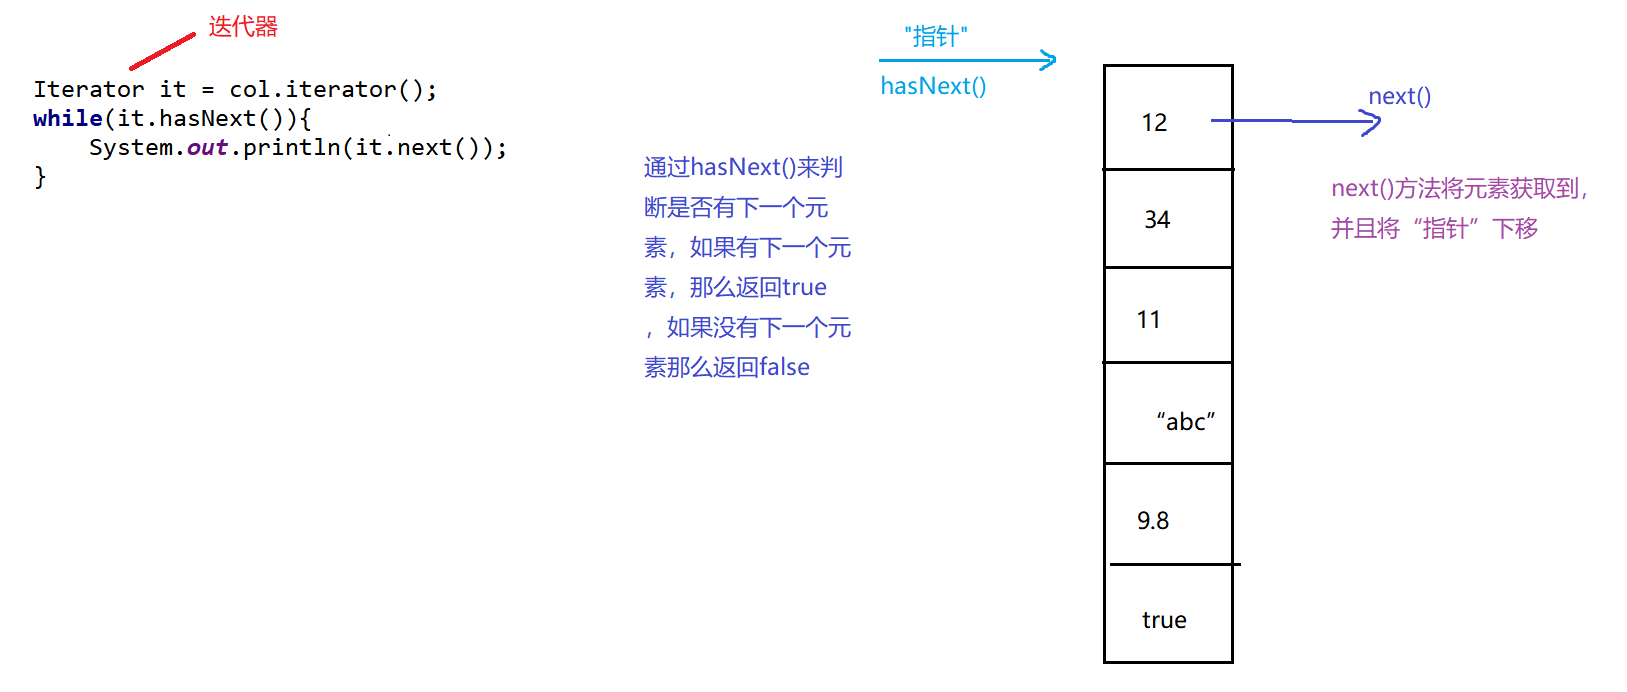 迭代器
Iterator it = col.iterator();
while(it.hasNext()){
    System.out.println(it.next());
}
通过hasNext()来判
断是否有下一个元
素，如果有下一个元
素，那么返回true
，如果没有下一个元
素那么返回false
"指针"
hasNext()
12
34
11
“abc”
9.8
true
next()
next()方法将元素获取到，
并且将“指针”下移